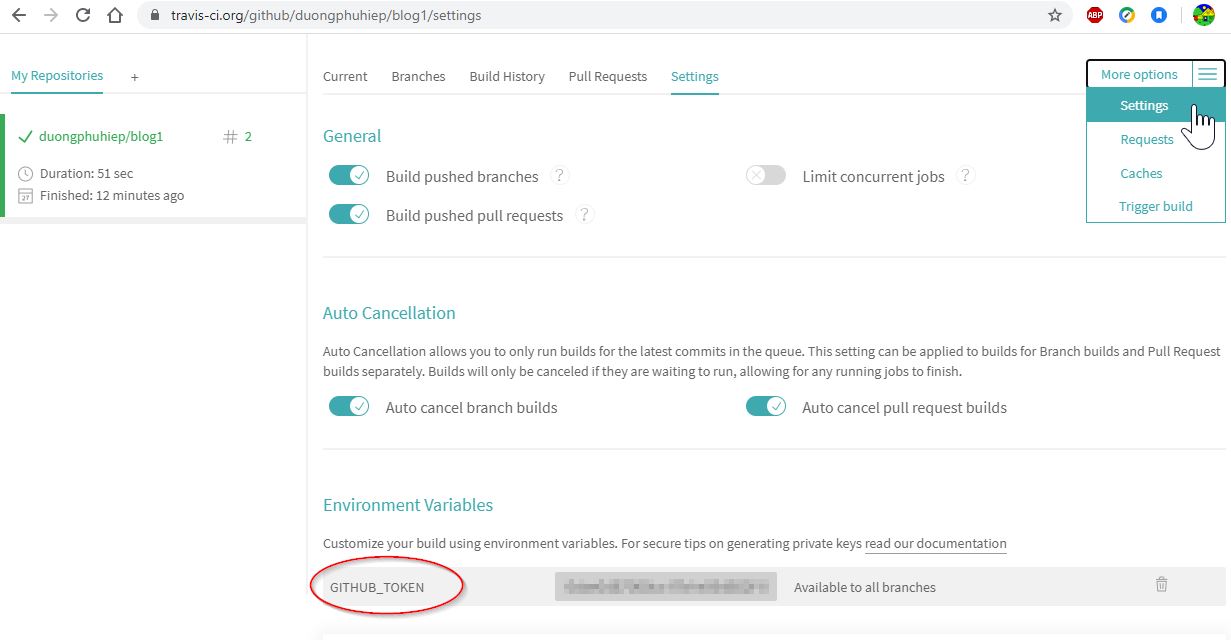 travis-ci.org/github/duongphuhiep/blog1/settings
ABP
My Repositories +
Current Branches Build History Pull Requests Settings
More options
Settings
Requests
Caches
Trigger build
duongphuhiep/blog1 # 2
Duration: 51 sec
27 Finished: 12 minutes ago
General
Build pushed branches ?
Limit concurrent jobs ?
Build pushed pull requests ?
Auto Cancellation
Auto Cancellation allows you to only run builds for the latest commits in the queue. This setting can be applied to builds for Branch builds and Pull Request
builds separately. Builds will only be canceled if they are waiting to run, allowing for any running jobs to finish.
Auto cancel branch builds
Auto cancel pull request builds
Environment Variables
Customize your build using environment variables. For secure tips on generating private keys read our documentation
GITHUB_TOKEN Available to all branches